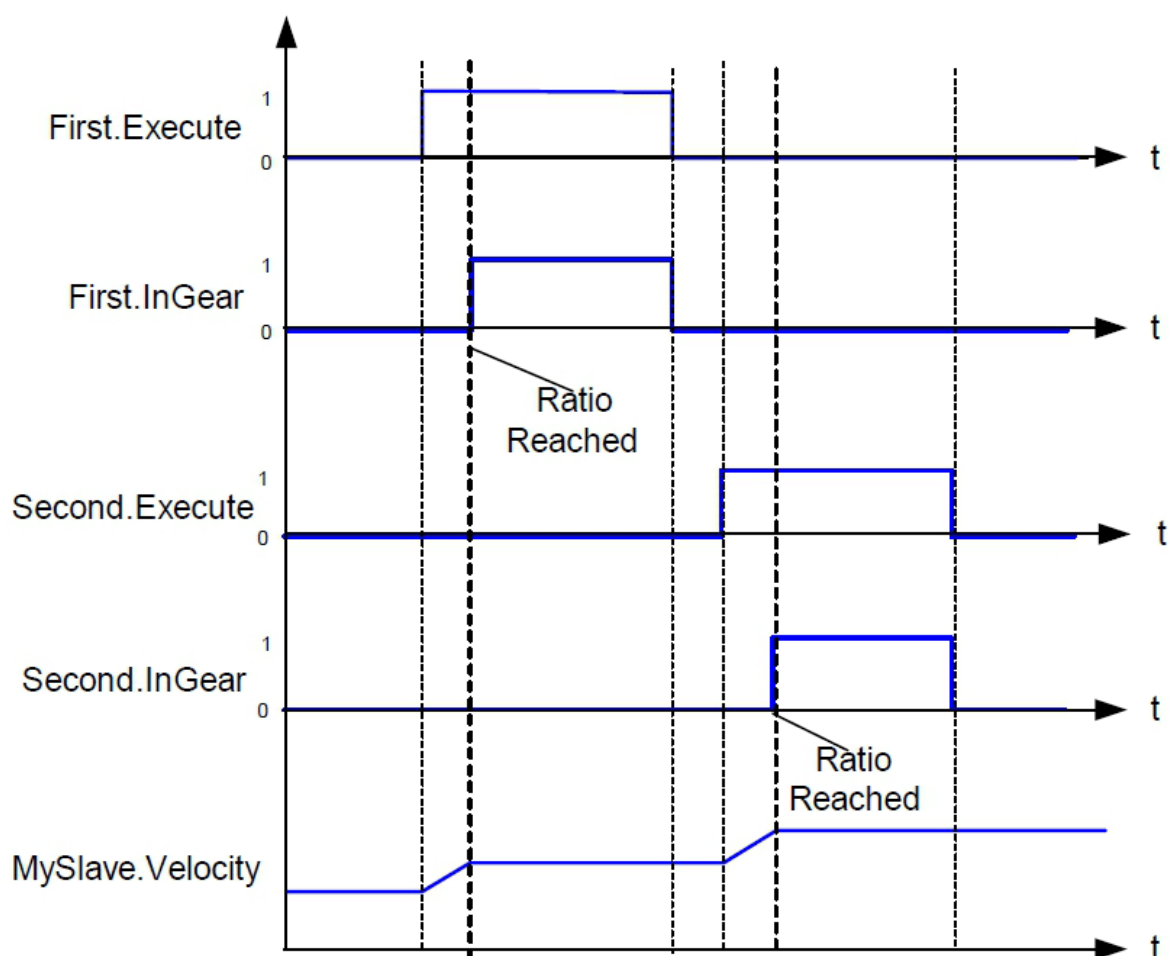 1
First.Execute
0
t
1
First.InGear
0
t
Ratio
Reached
1
Second.Execute
0
t
1
Second.InGear
0
t
Ratio
Reached
MySlave.Velocity
t